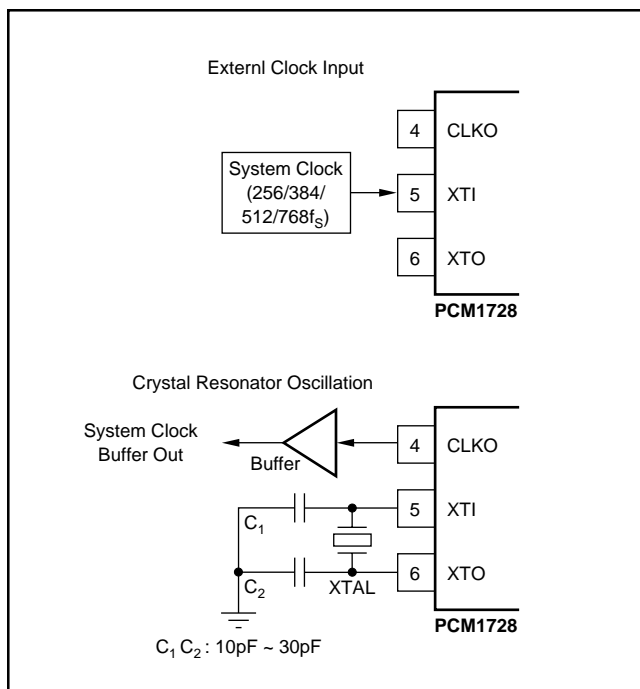 Externl Clock Input
4 CLKO
System Clock
(256/384/
512/768fS)
5 XTI
6 XTO
PCM1728
Crystal Resonator Oscillation
System Clock
Buffer Out
Buffer
4 CLKO
C1
5 XTI
C2
XTAL
6 XTO
C1 C2 : 10pF ~ 30pF
PCM1728